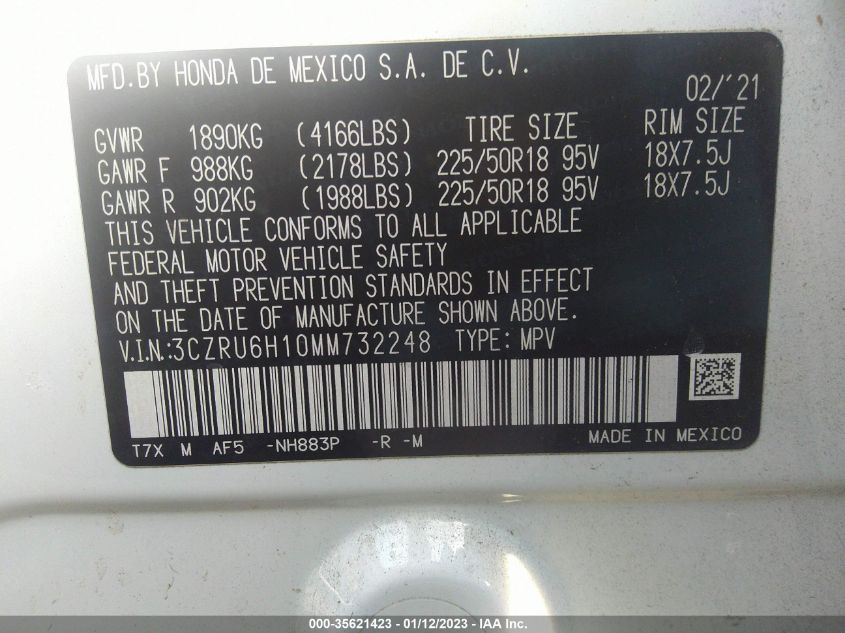 MFD.BY HONDA DE MEXICO S.A. DE C.V.
02/'21
GVWR 1890KG (4166LBS) TIRE SIZE RIM SIZE
GAWR F 988KG (2178LBS) 225/50R18 95V 18X7.5J
GAWR R 902KG (1988LBS) 225/50R18 95V 18X7.5J
THIS VEHICLE CONFORMS TO ALL APPLICABLE
FEDERAL MOTOR VEHICLE SAFETY
AND THEFT PREVENTION STANDARDS IN EFFECT
ON THE DATE OF MANUFACTURE SHOWN ABOVE.
V.I.N.:3CZRU6H10MM732248 TYPE: MPV
T7X M AF5 -NH883P -R -M MADE IN MEXICO
000-35621423 - 01/12/2023 - IAA Inc.